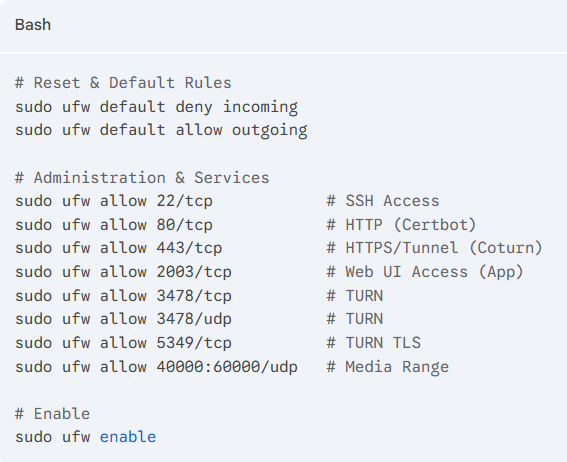 Bash
# Reset & Default Rules
sudo ufw default deny incoming
sudo ufw default allow outgoing
# Administration & Services
sudo ufw allow 22/tcp # SSH Access
sudo ufw allow 80/tcp # HTTP (Certbot)
sudo ufw allow 443/tcp # HTTPS/Tunnel (Coturn)
sudo ufw allow 2003/tcp # Web UI Access (App)
sudo ufw allow 3478/tcp # TURN
sudo ufw allow 3478/udp # TURN
sudo ufw allow 5349/tcp # TURN TLS
sudo ufw allow 40000:60000/udp # Media Range
# Enable
sudo ufw enable